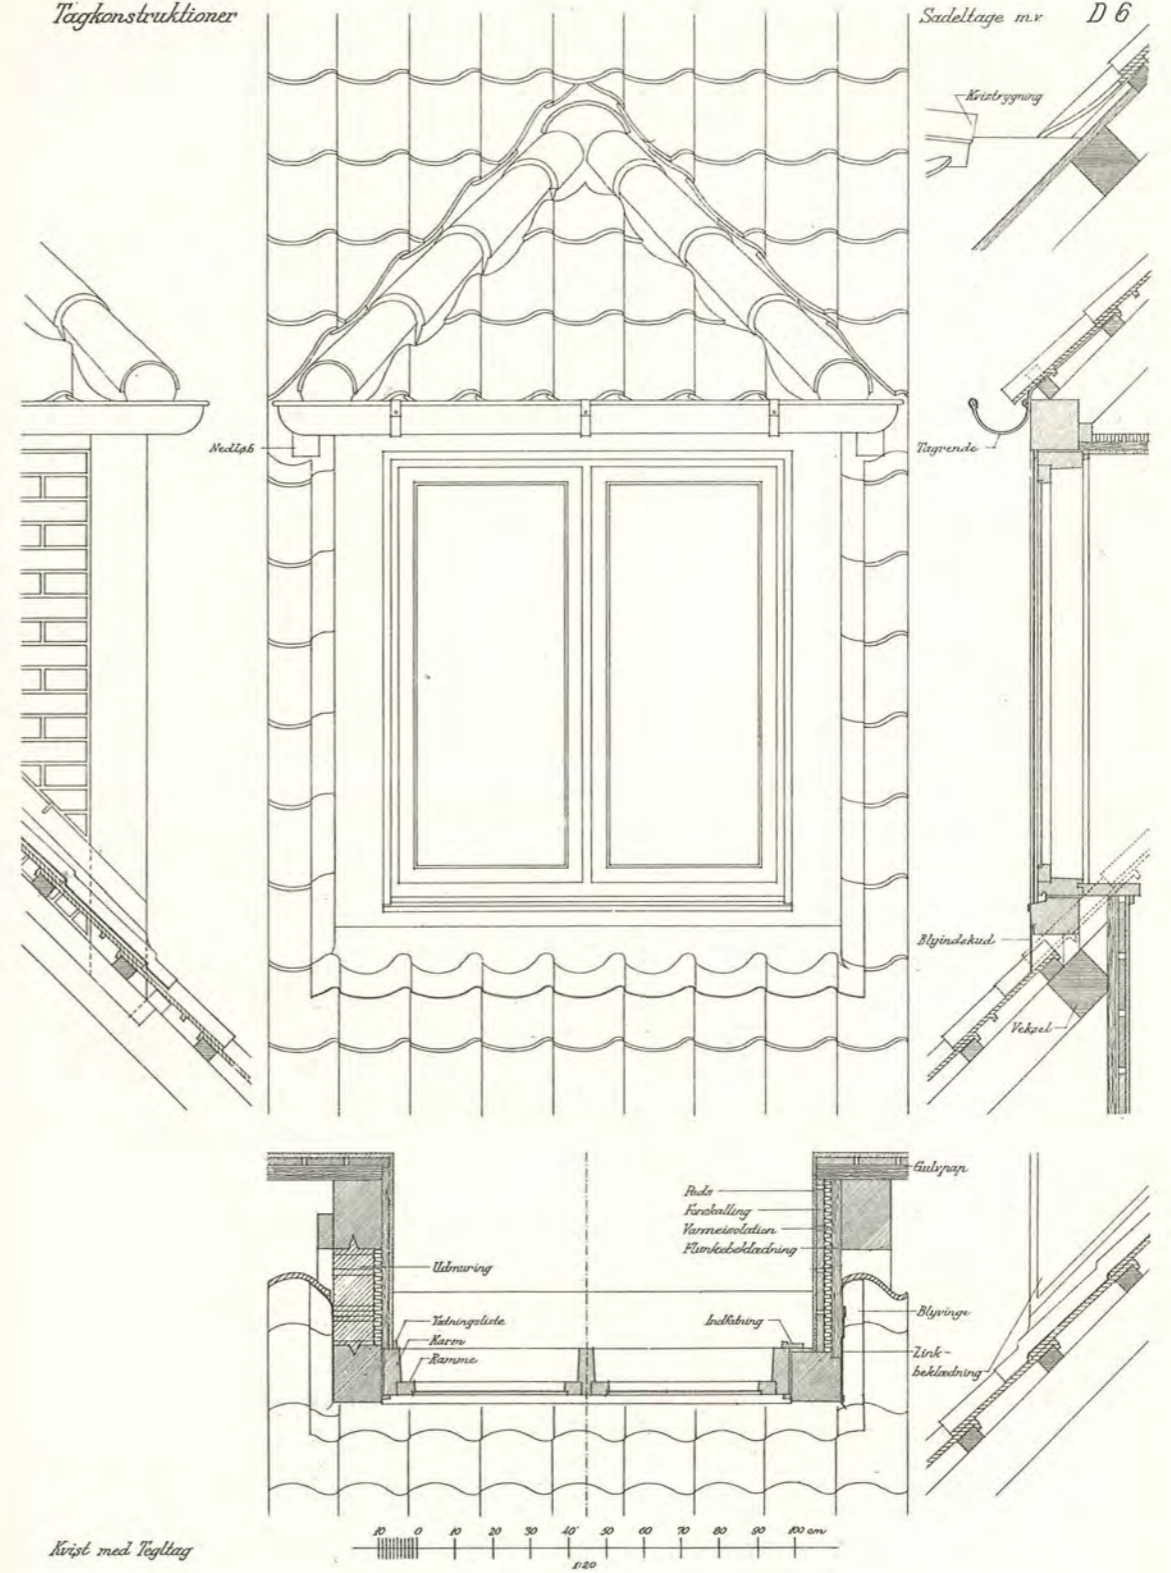 Tagkonstruktioner
Sadeltage m.v.
D 6
Kvistrygning
Nedløb
Tagrende
Blyindskud
Veksel
Gulvpap
Puds
Forskalling
Varmeisolation
Flunkebeklædning
Udmuring
Tætningsliste
Karm
Ramme
Indfatning
Blyvinge
Zink-
beklædning
10 0 10 20 30 40 50 60 70 80 90 100 cm
1:20
Kvist med Tegltag